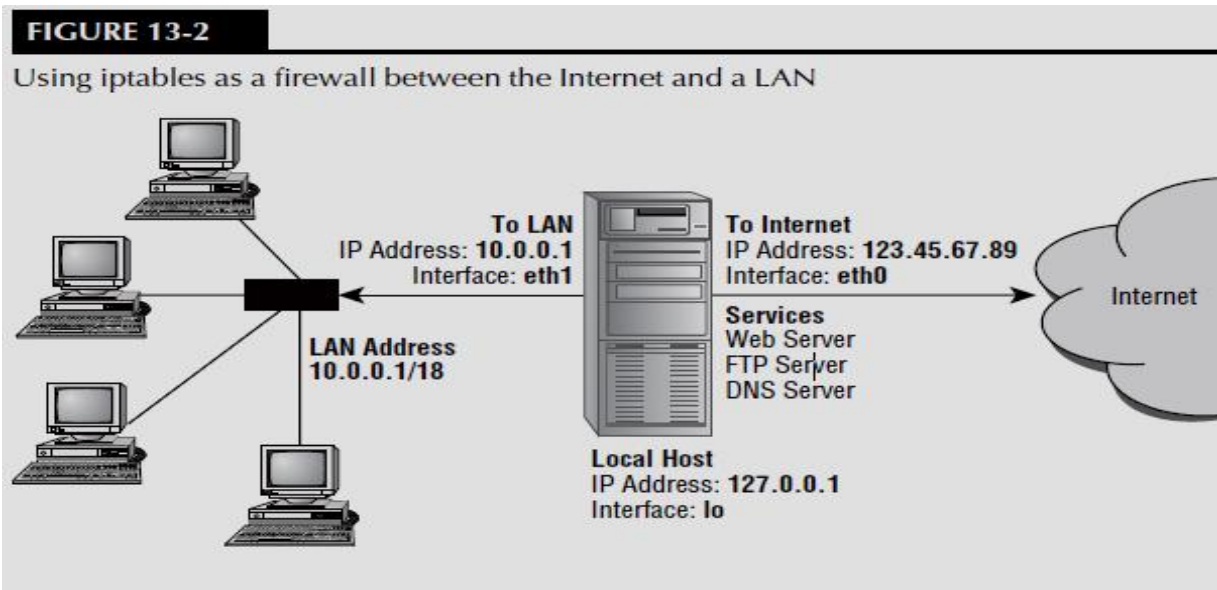 FIGURE 13-2
Using iptables as a firewall between the Internet and a LAN
To LAN
IP Address: 10.0.0.1
Interface: eth1
To Internet
IP Address: 123.45.67.89
Interface: eth0
Services
Web Server
FTP Server
DNS Server
Internet
LAN Address
10.0.0.1/18
Local Host
IP Address: 127.0.0.1
Interface: lo